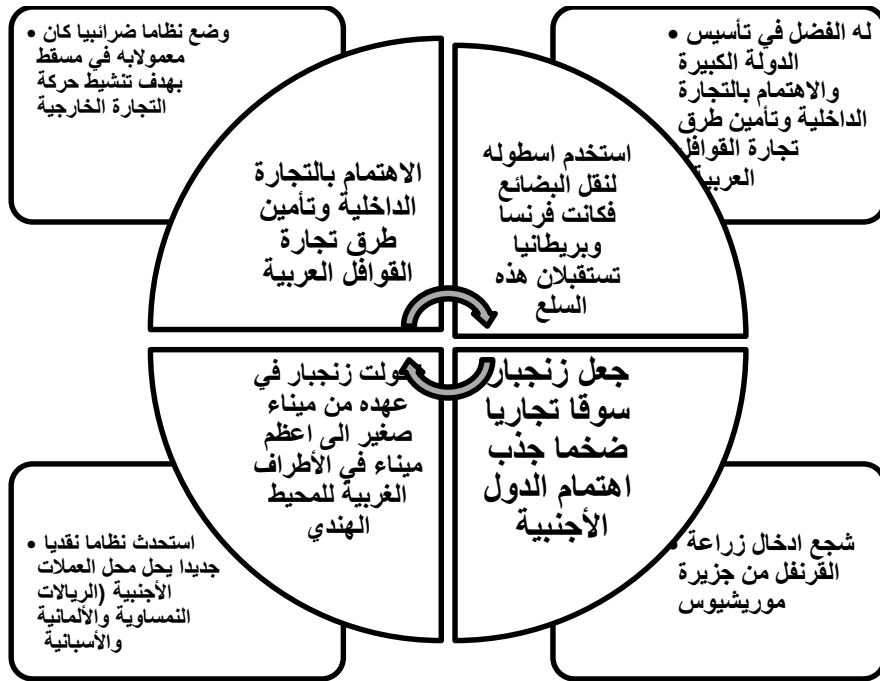 • له الفضل في تأسيس
الدولة الكبيرة
والاهتمام بالتجارة
الداخلية وتأمين طرق
تجارة القوافل
العربية
• وضع نظاما ضرائبيا كان
معمولابه في مسقط
بهدف تنشيط حركة
التجارة الخارجية
استخدم اسطوله
لنقل البضائع
فكانت فرنسا
وبريطانيا
تستقبلان هذه
السلع
الاهتمام بالتجارة
الداخلية وتأمين
طرق تجارة
القوافل العربية
جعل زنجبار
سوقا تجاريا
ضخما جذب
اهتمام الدول
الأجنبية
زنجبار في
عهده من ميناء
صغير الى اعظم
ميناء في الأطراف
الغربية للمحيط
الهندي
• شجع ادخال زراعة
القرنفل من جزيرة
موريشيوس
• استحدث نظاما نقديا
جديدا يحل محل العملات
الأجنبية (الريالات
النمساوية والألمانية
والأسبانية